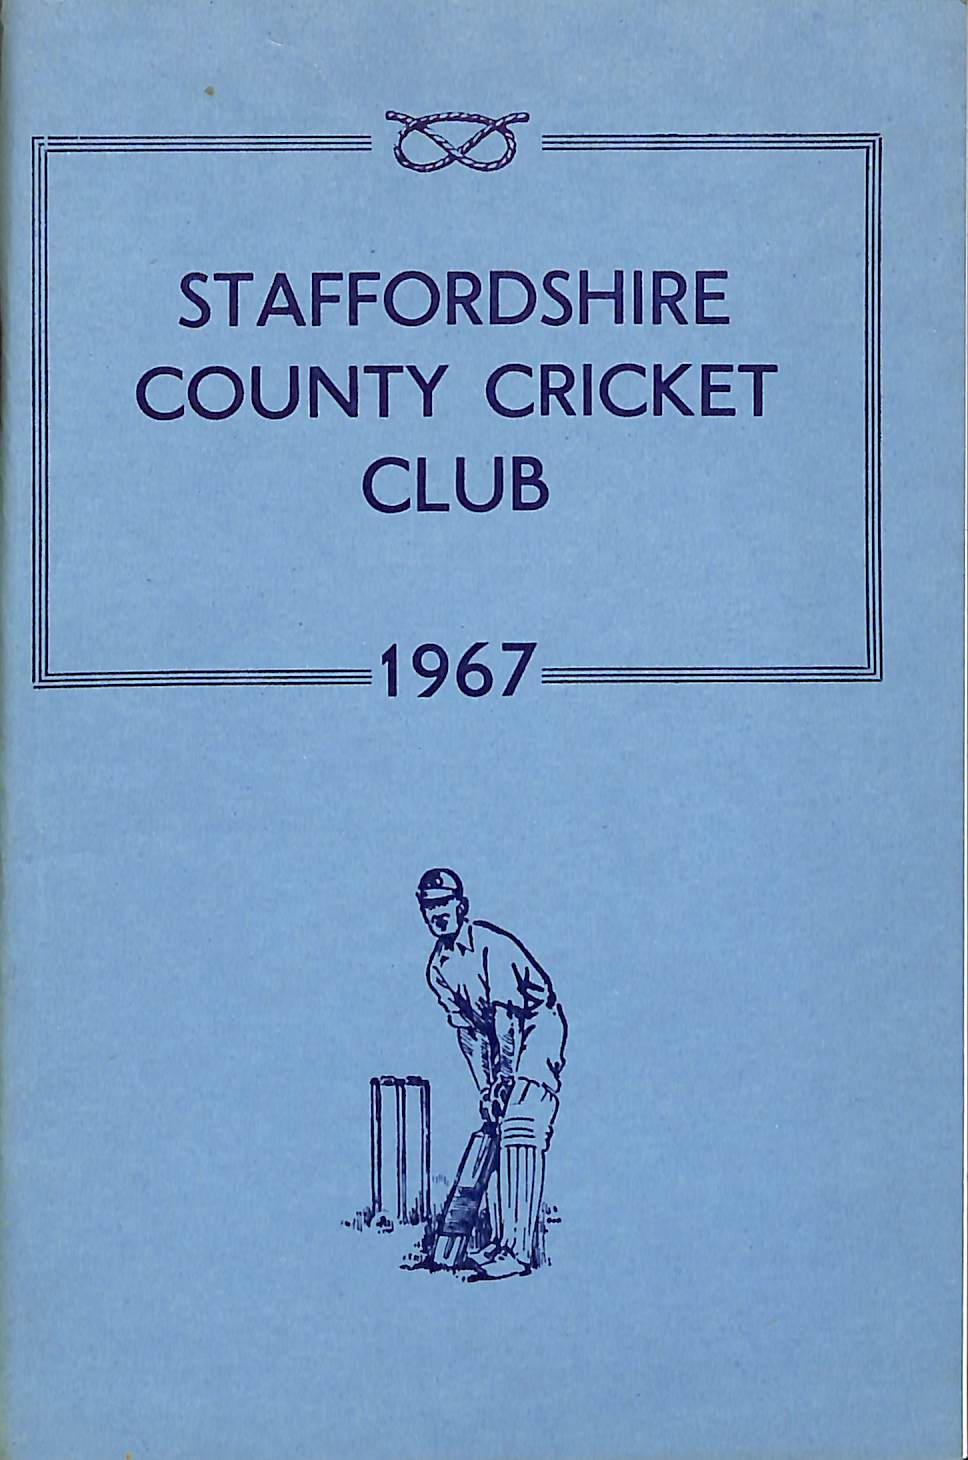 STAFFORDSHIRE
COUNTY CRICKET
CLUB
1967